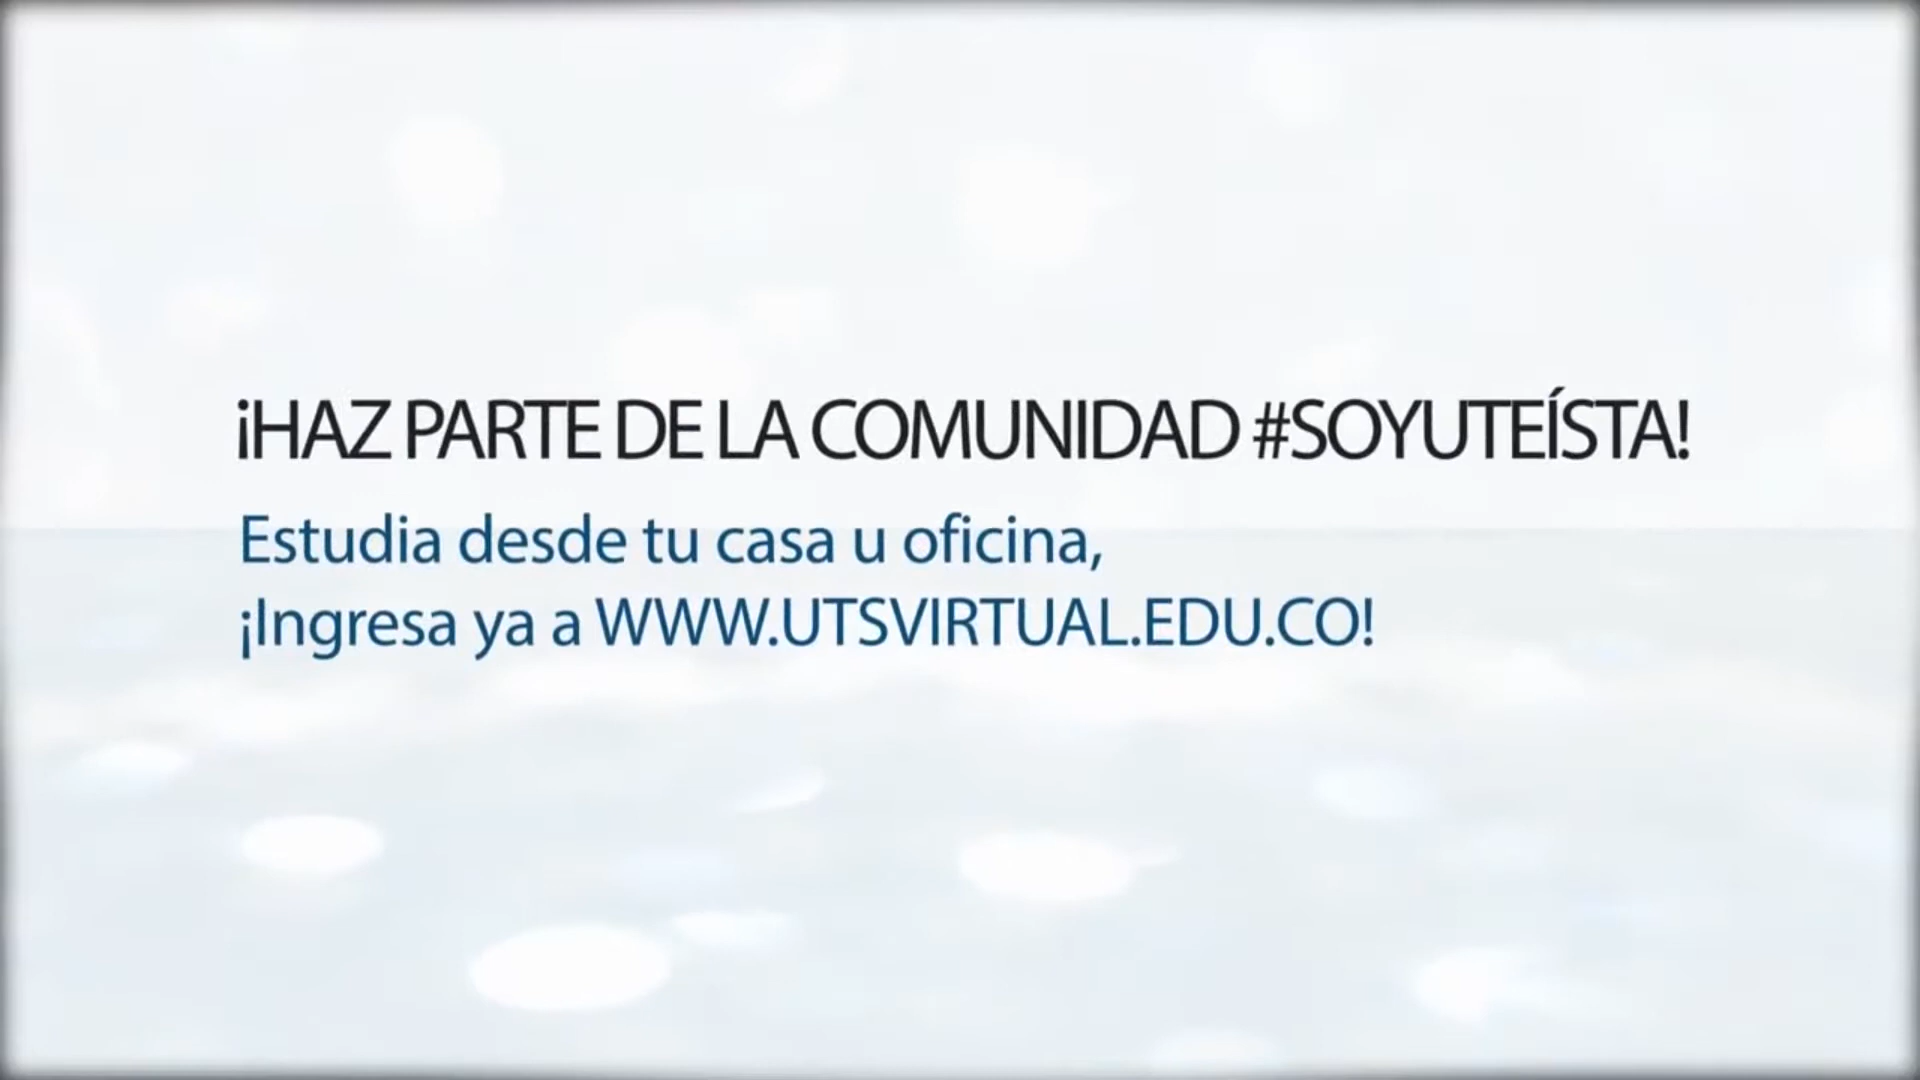 ¡HAZ PARTE DE LA COMUNIDAD #SOYUTEÍSTA!
Estudia desde tu casa u oficina,
¡Ingresa ya a WWW.UTSVIRTUAL.EDU.CO!